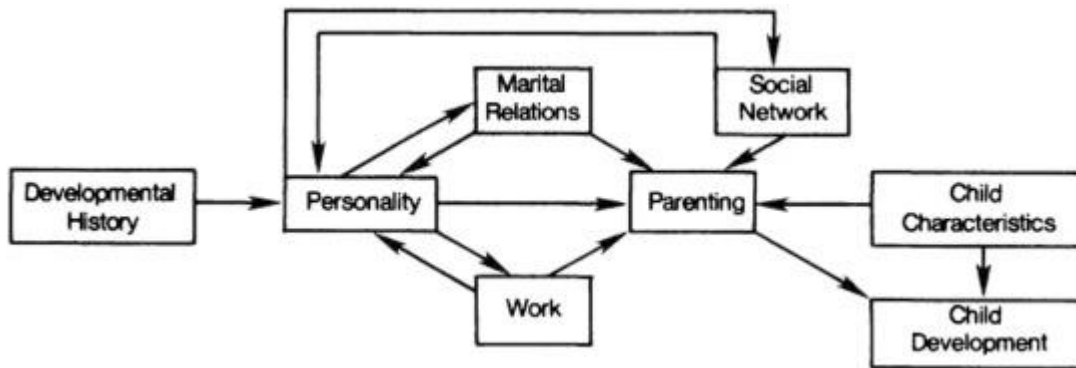 Marital
Relations
Social
Network
Developmental
History
Personality
Parenting
Child
Characteristics
Work
Child
Development